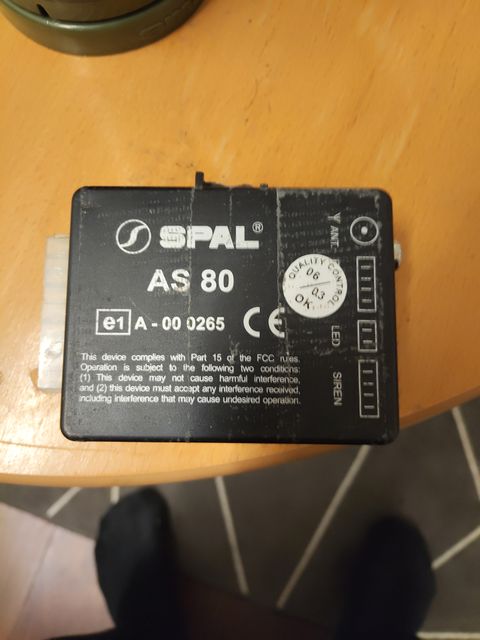 SPAL®
AS 80
e1 A - 00 0265 CE
This device complies with Part 15 of the FCC rules.
Operation is subject to the following two conditions:
(1) This device may not cause harmful interference,
and (2) this device must accept any interference received,
including interference that may cause undesired operation.
ANT.
LED
SIREN
QUALITY CONTROL
06
03
OK